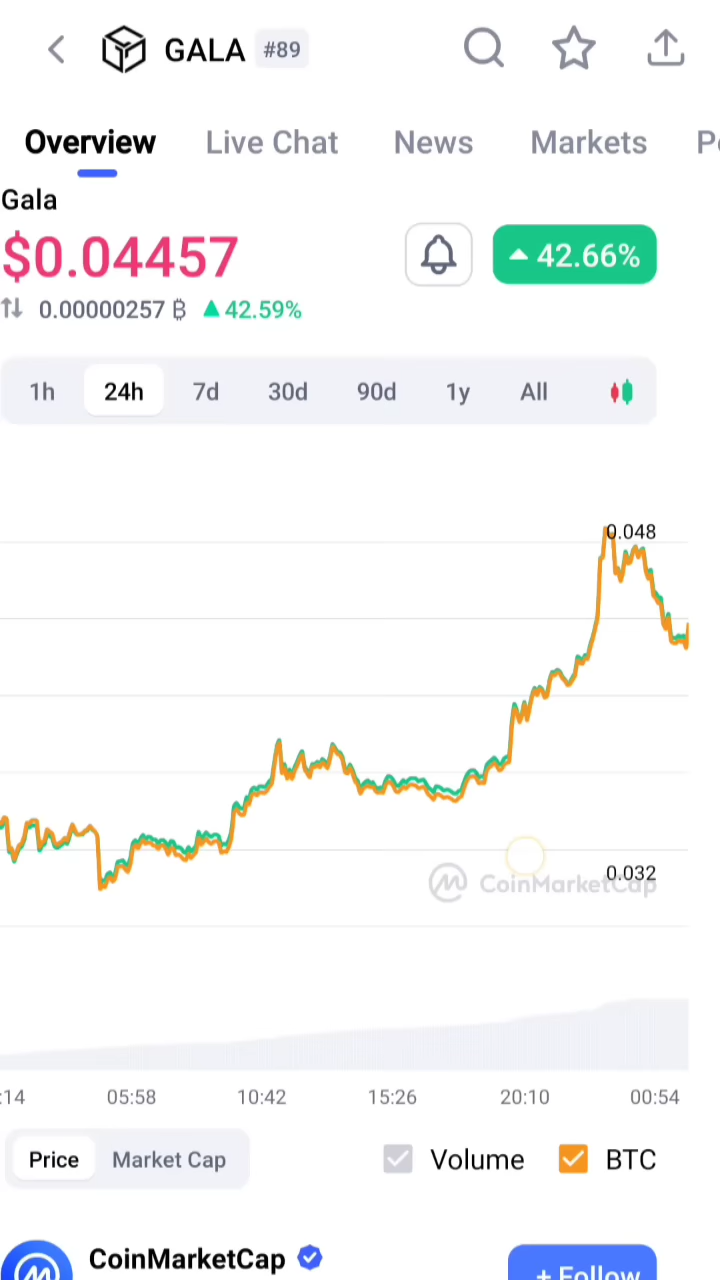 GALA #89
Overview Live Chat News Markets
Gala
$0.04457
42.66%
0.00000257 ₿ 42.59%
1h 24h 7d 30d 90d 1y All
0.048
0.032
CoinMarketCap
:14 05:58 10:42 15:26 20:10 00:54
Price Market Cap Volume BTC
CoinMarketCap
+ Follow